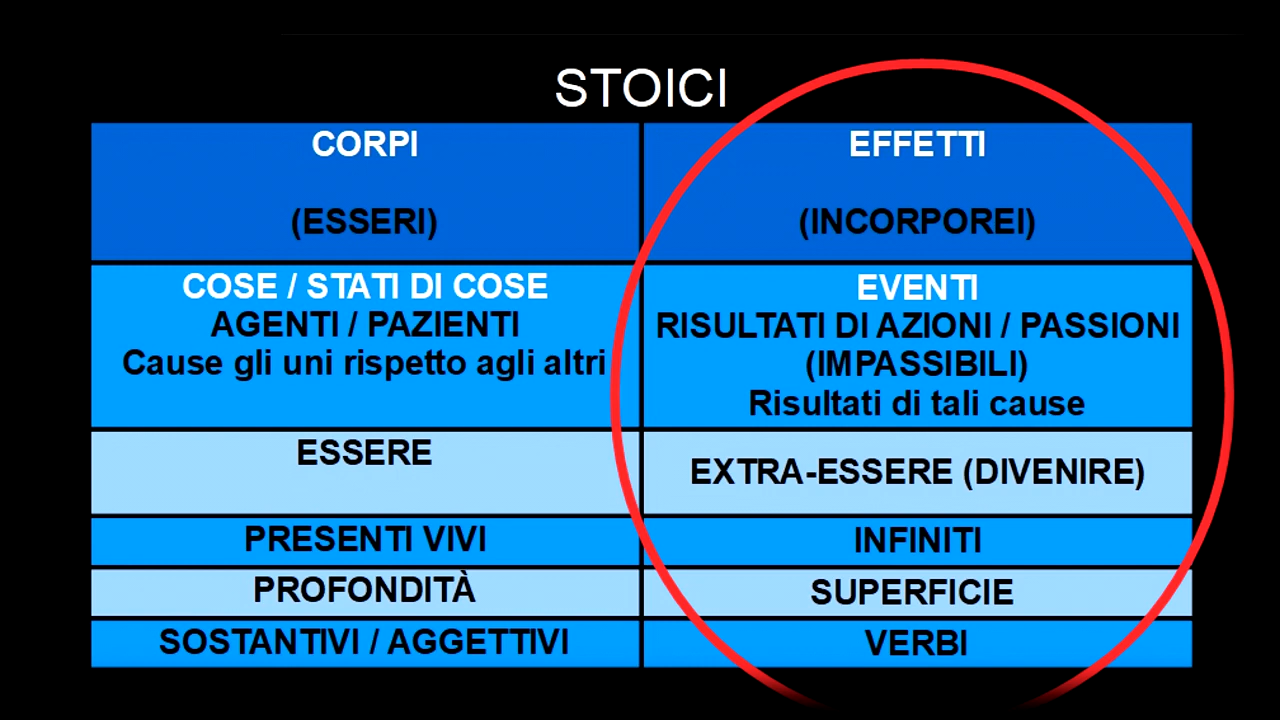 STOICI
CORPI
(ESSERI)
EFFETTI
(INCORPOREI)
COSE / STATI DI COSE
AGENTI / PAZIENTI
Cause gli uni rispetto agli altri
EVENTI
RISULTATI DI AZIONI / PASSIONI
(IMPASSIBILI)
Risultati di tali cause
ESSERE
EXTRA-ESSERE (DIVENIRE)
PRESENTI VIVI
INFINITI
PROFONDITÀ
SUPERFICIE
SOSTANTIVI / AGGETTIVI
VERBI